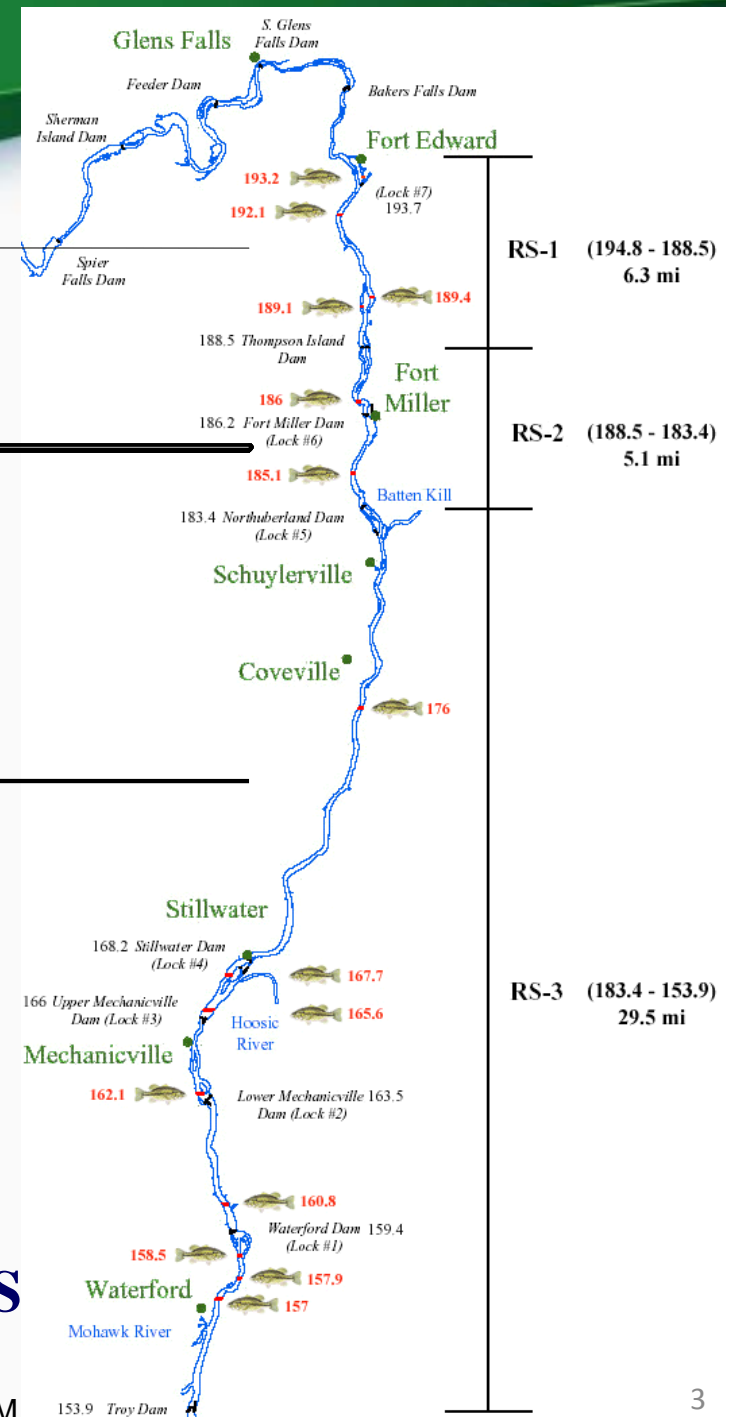 S. Glens
Falls Dam
Glens Falls
Feeder Dam
Bakers Falls Dam
Sherman
Island Dam
Fort Edward
193.2
(Lock #7)
193.7
192.1
Spier
Falls Dam
RS-1 (194.8 - 188.5)
6.3 mi
189.4
189.1
188.5 Thompson Island
Dam
Fort
Miller
186
186.2 Fort Miller Dam
(Lock #6)
RS-2 (188.5 - 183.4)
5.1 mi
185.1
Batten Kill
183.4 Northuberland Dam
(Lock #5)
Schuylerville
Coveville
176
Stillwater
168.2 Stillwater Dam
(Lock #4)
167.7
166 Upper Mechanicville
Dam (Lock #3)
165.6
Hoosic
River
RS-3 (183.4 - 153.9)
29.5 mi
Mechanicville
162.1
Lower Mechanicville 163.5
Dam (Lock #2)
160.8
Waterford Dam 159.4
(Lock #1)
158.5
157.9
S
Waterford
157
Mohawk River
M
153.9 Troy Dam
3